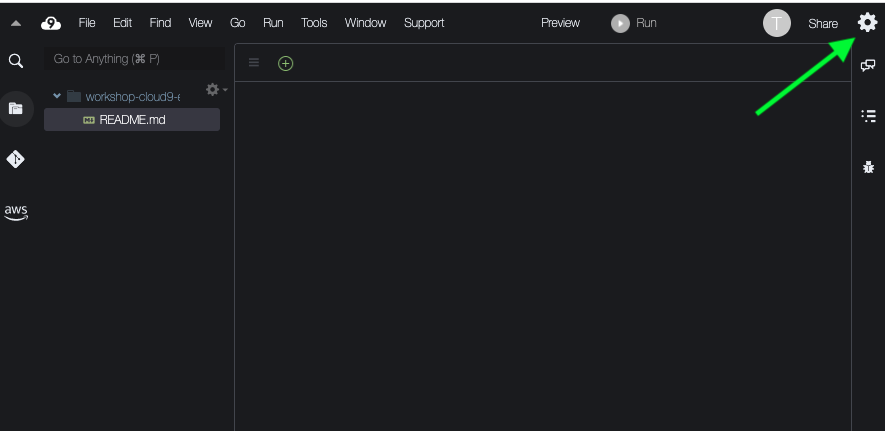 9 File Edit Find View Go Run Tools Window Support Preview Run T Share
Go to Anything (⌘ P)
workshop-cloud9-e
README.md
aws